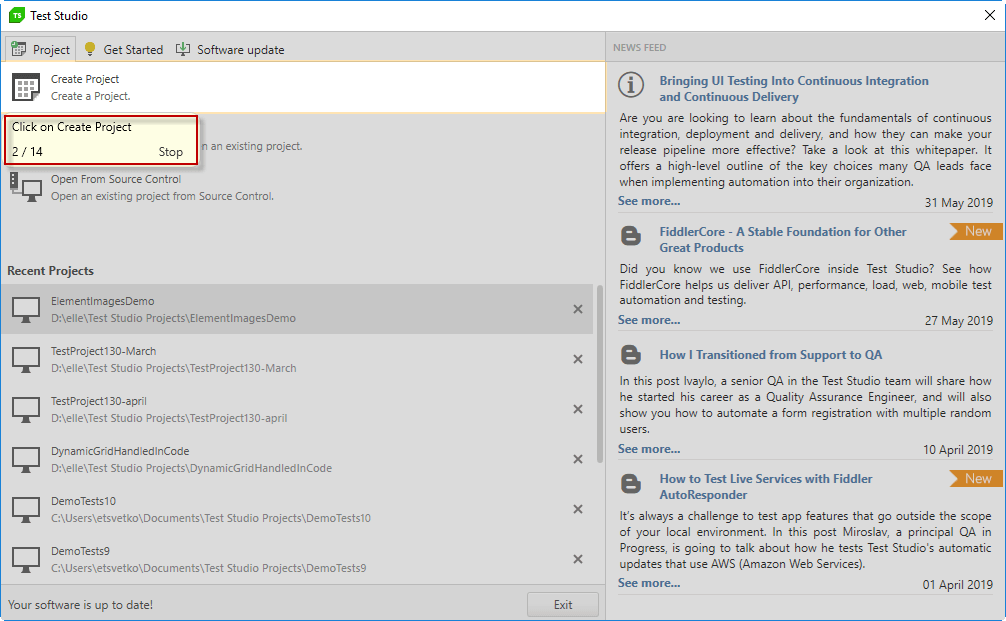 TS Test Studio
Project Get Started Software update
Create Project
Create a Project.
Click on Create Project
2 / 14 Stop
n an existing project.
Open From Source Control
Open an existing project from Source Control.
Recent Projects
ElementImagesDemo
D:\elle\Test Studio Projects\ElementImagesDemo
TestProject130-March
D:\elle\Test Studio Projects\TestProject130-March
TestProject130-april
D:\elle\Test Studio Projects\TestProject130-april
DynamicGridHandledInCode
D:\elle\Test Studio Projects\DynamicGridHandledInCode
DemoTests10
C:\Users\etsvetko\Documents\Test Studio Projects\DemoTests10
DemoTests9
C:\Users\etsvetko\Documents\Test Studio Projects\DemoTests9
Your software is up to date!
Exit
NEWS FEED
Bringing UI Testing Into Continuous Integration
and Continuous Delivery
Are you are looking to learn about the fundamentals of continuous
integration, deployment and delivery, and how they can make your
release pipeline more effective? Take a look at this whitepaper. It
offers a high-level outline of the key choices many QA leads face
when implementing automation into their organization.
See more...
31 May 2019
FiddlerCore - A Stable Foundation for Other
Great Products
New
Did you know we use FiddlerCore inside Test Studio? See how
FiddlerCore helps us deliver API, performance, load, web, mobile test
automation and testing.
See more...
27 May 2019
How I Transitioned from Support to QA
In this post Ivaylo, a senior QA in the Test Studio team will share how
he started his career as a Quality Assurance Engineer, and will also
show you how to automate a form registration with multiple random
users.
See more...
10 April 2019
How to Test Live Services with Fiddler
AutoResponder
New
It's always a challenge to test app features that go outside the scope
of your local environment. In this post Miroslav, a principal QA in
Progress, is going to talk about how he tests Test Studio's automatic
updates that use AWS (Amazon Web Services).
See more...
01 April 2019